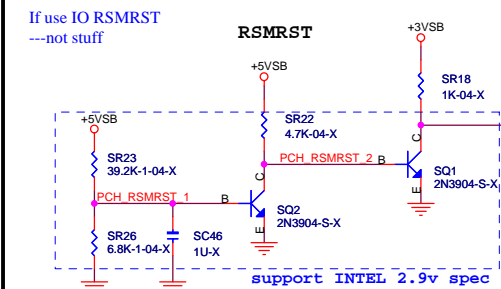 If use IO RSMRST
---not stuff
RSMRST
+3VSB
+5VSB
SR18
1K-04-X
+5VSB
SR22
4.7K-04-X
C
SR23
39.2K-1-04-X
C
PCH_RSMRST_2
B
SQ1
2N3904-S-X
E
PCH_RSMRST_1
B
SQ2
2N3904-S-X
E
SR26
6.8K-1-04-X
SC46
1U-X
support INTEL 2.9v spec